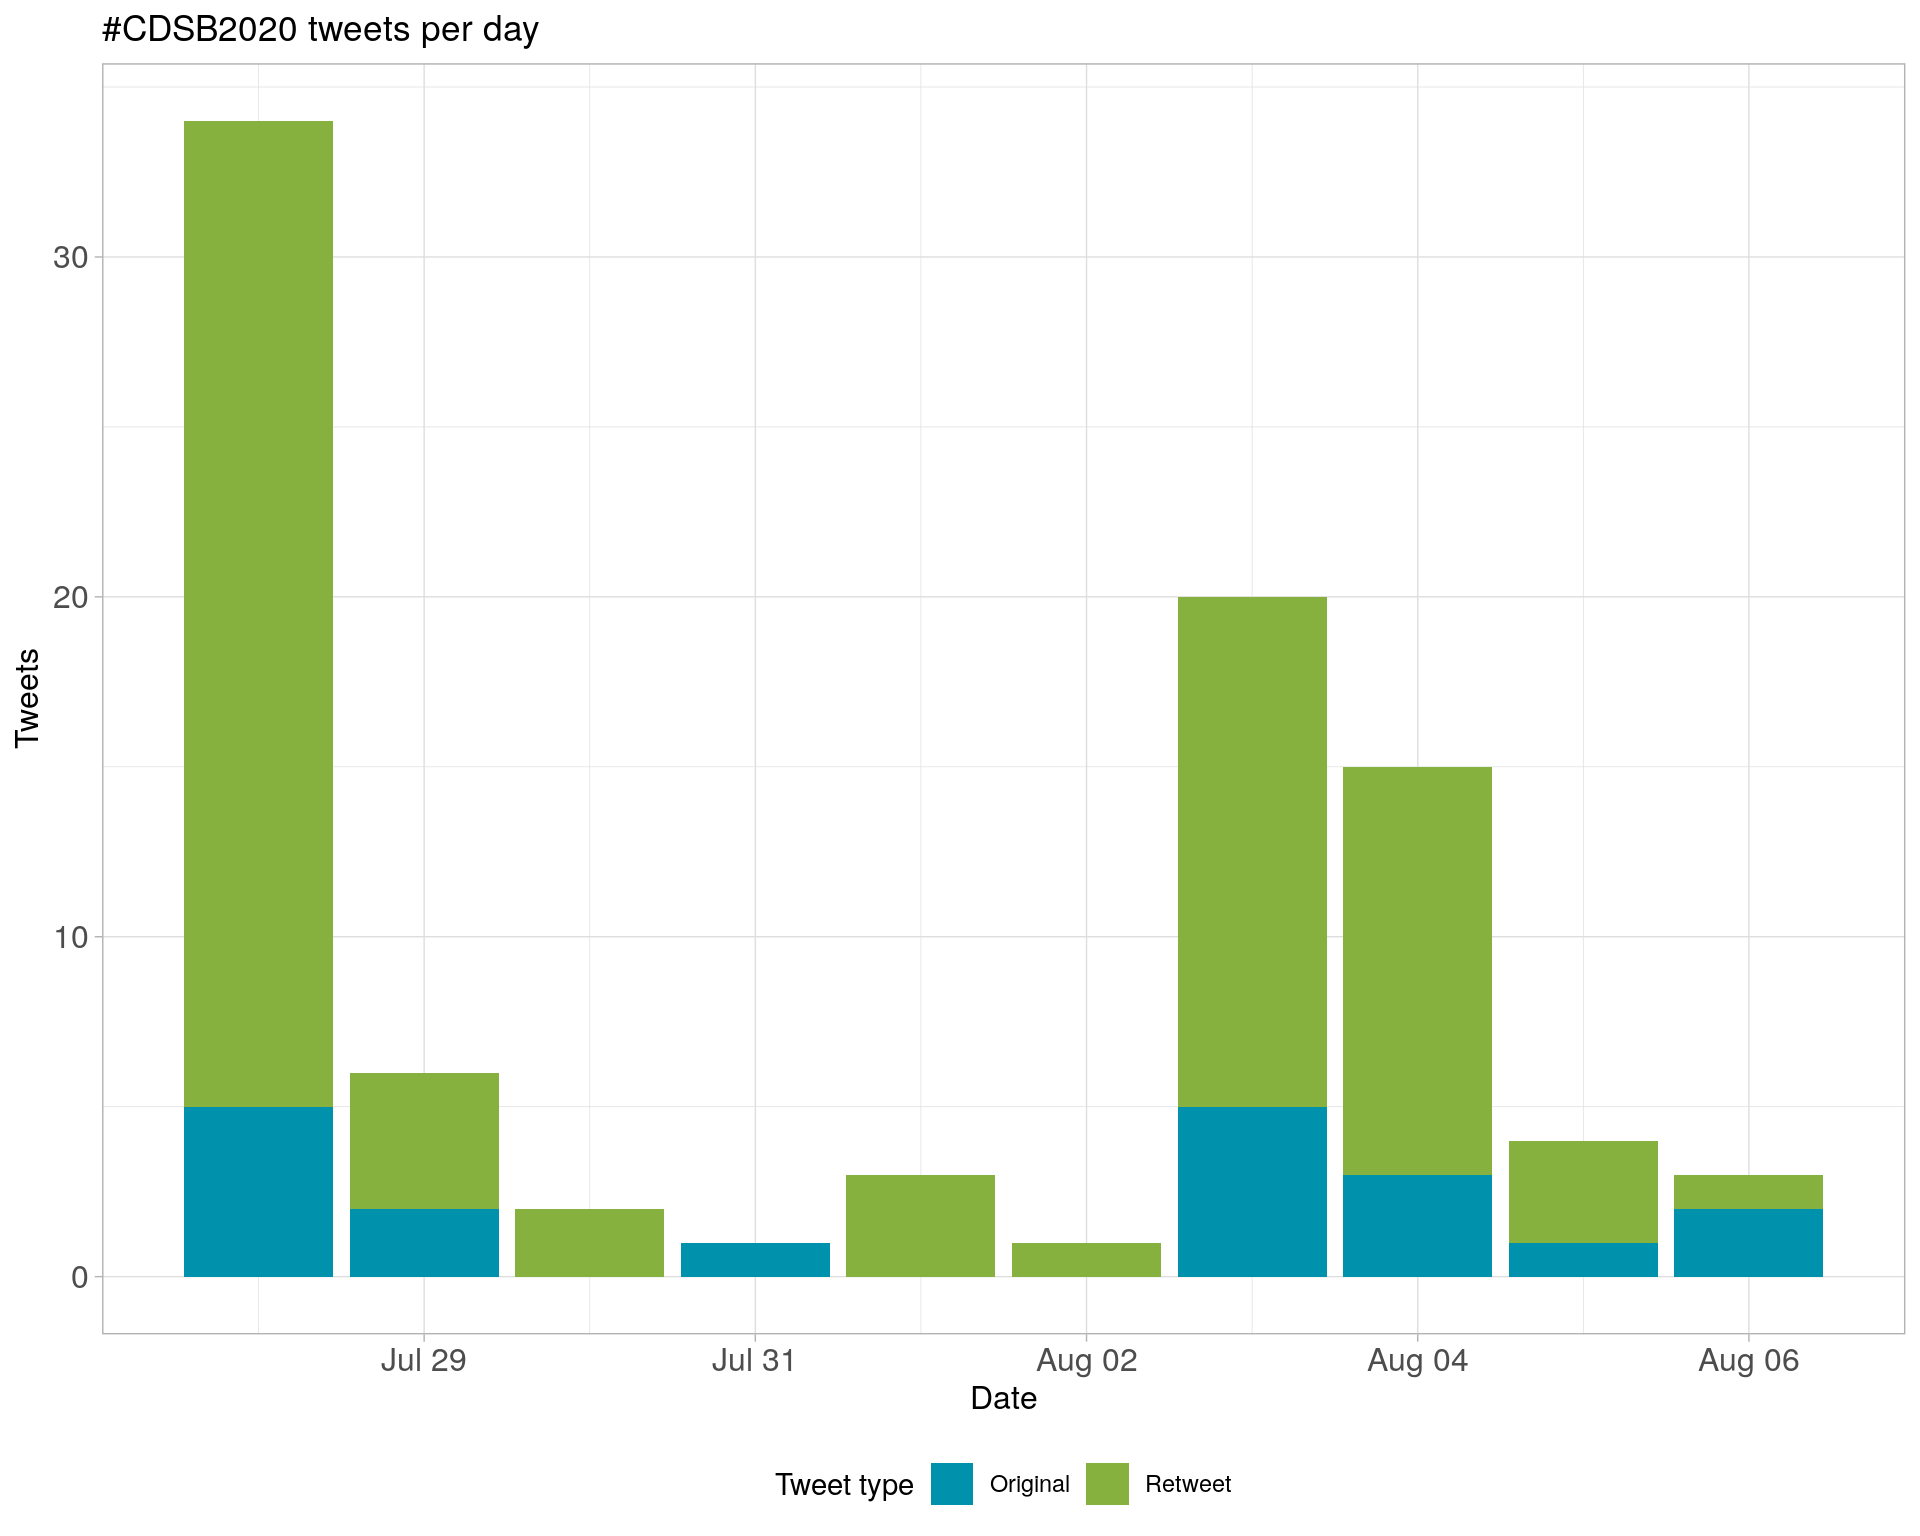 #CDSB2020 tweets per day
30
20
10
0
Tweets
Jul 29 Jul 31 Aug 02 Aug 04 Aug 06
Date
Tweet type Original Retweet